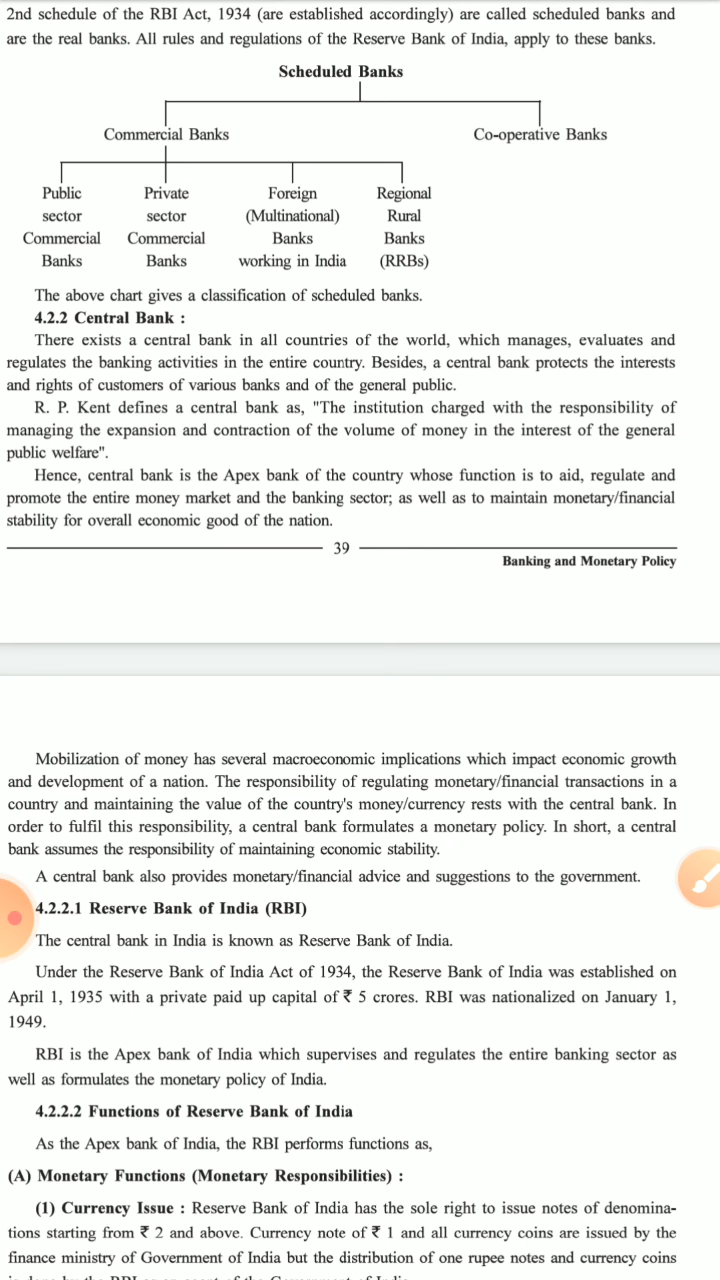 2nd schedule of the RBI Act, 1934 (are established accordingly) are called scheduled banks and
are the real banks. All rules and regulations of the Reserve Bank of India, apply to these banks.
Scheduled Banks
Commercial Banks
Co-operative Banks
Public
sector
Commercial
Banks
Private
sector
Commercial
Banks
Foreign
(Multinational)
Banks
working in India
Regional
Rural
Banks
(RRBs)
The above chart gives a classification of scheduled banks.
4.2.2 Central Bank :
There exists a central bank in all countries of the world, which manages, evaluates and
regulates the banking activities in the entire country. Besides, a central bank protects the interests
and rights of customers of various banks and of the general public.
R. P. Kent defines a central bank as, "The institution charged with the responsibility of
managing the expansion and contraction of the volume of money in the interest of the general
public welfare".
Hence, central bank is the Apex bank of the country whose function is to aid, regulate and
promote the entire money market and the banking sector; as well as to maintain monetary/financial
stability for overall economic good of the nation.
39
Banking and Monetary Policy
Mobilization of money has several macroeconomic implications which impact economic growth
and development of a nation. The responsibility of regulating monetary/financial transactions in a
country and maintaining the value of the country's money/currency rests with the central bank. In
order to fulfil this responsibility, a central bank formulates a monetary policy. In short, a central
bank assumes the responsibility of maintaining economic stability.
A central bank also provides monetary/financial advice and suggestions to the government.
4.2.2.1 Reserve Bank of India (RBI)
The central bank in India is known as Reserve Bank of India.
Under the Reserve Bank of India Act of 1934, the Reserve Bank of India was established on
April 1, 1935 with a private paid up capital of ₹ 5 crores. RBI was nationalized on January 1,
1949.
RBI is the Apex bank of India which supervises and regulates the entire banking sector as
well as formulates the monetary policy of India.
4.2.2.2 Functions of Reserve Bank of India
As the Apex bank of India, the RBI performs functions as,
(A) Monetary Functions (Monetary Responsibilities) :
(1) Currency Issue : Reserve Bank of India has the sole right to issue notes of denomina-
tions starting from ₹ 2 and above. Currency note of ₹ 1 and all currency coins are issued by the
finance ministry of Government of India but the distribution of one rupee notes and currency coins